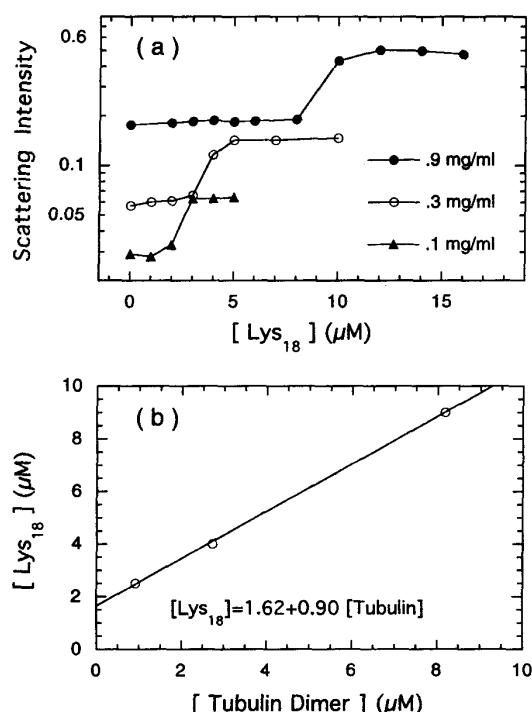 (a)
0.6
0.1
0.05
Scattering Intensity
.9 mg/ml
.3 mg/ml
.1 mg/ml
0 5 10 15
[ Lys18 ] (µM)
(b)
10
8
6
4
2
0
[ Lys18 ] (µM)
[Lys18]=1.62+0.90 [Tubulin]
0 2 4 6 8 10
[ Tubulin Dimer ] (µM)